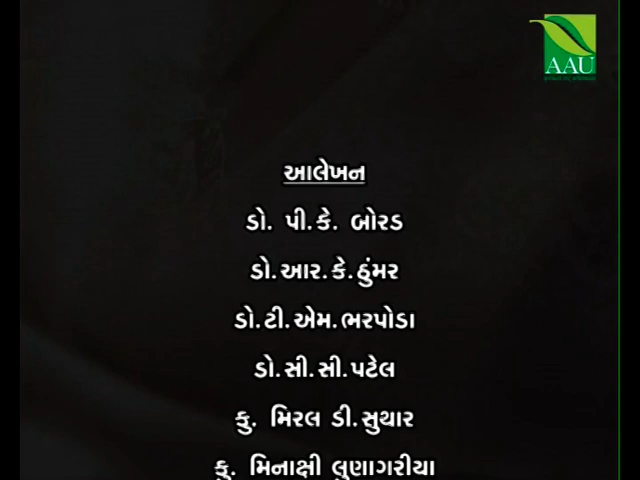 AAU
આલેખન
ડો. પી.કે. બોરડ
ડો.આર.કે.ઠુંમર
ડો.ટી.એમ.ભરપોડા
ડો.સી.સી.પટેલ
કુ. મિરલ ડી.સુથાર
કુ. મિનાક્ષી લુણાગરીયા